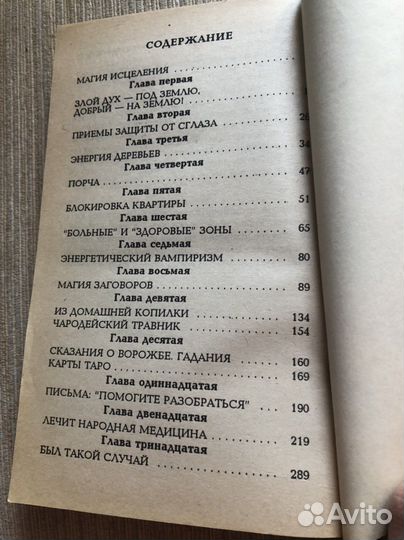 СОДЕРЖАНИЕ
МАГИЯ ИСЦЕЛЕНИЯ
Глава первая
ЗЛОЙ ДУХ — ПОД ЗЕМЛЮ,
ДОБРЫЙ — НА ЗЕМЛЮ!
Глава вторая
ПРИЕМЫ ЗАЩИТЫ ОТ СГЛАЗА
Глава третья
ЭНЕРГИЯ ДЕРЕВЬЕВ 34
Глава четвертая
ПОРЧА 47
Глава пятая
БЛОКИРОВКА КВАРТИРЫ 51
Глава шестая
"БОЛЬНЫЕ" И "ЗДОРОВЫЕ" ЗОНЫ 65
Глава седьмая
ЭНЕРГЕТИЧЕСКИЙ ВАМПИРИЗМ 80
Глава восьмая
МАГИЯ ЗАГОВОРОВ 89
Глава девятая
ИЗ ДОМАШНЕЙ КОПИЛКИ 134
ЧАРОДЕЙСКИЙ ТРАВНИК 154
Глава десятая
СКАЗАНИЯ О ВОРОЖБЕ. ГАДАНИЯ 160
КАРТЫ ТАРО 169
Глава одиннадцатая
ПИСЬМА: "ПОМОГИТЕ РАЗОБРАТЬСЯ" 190
Глава двенадцатая
ЛЕЧИТ НАРОДНАЯ МЕДИЦИНА 219
Глава тринадцатая
БЫЛ ТАКОЙ СЛУЧАЙ 289
Avito